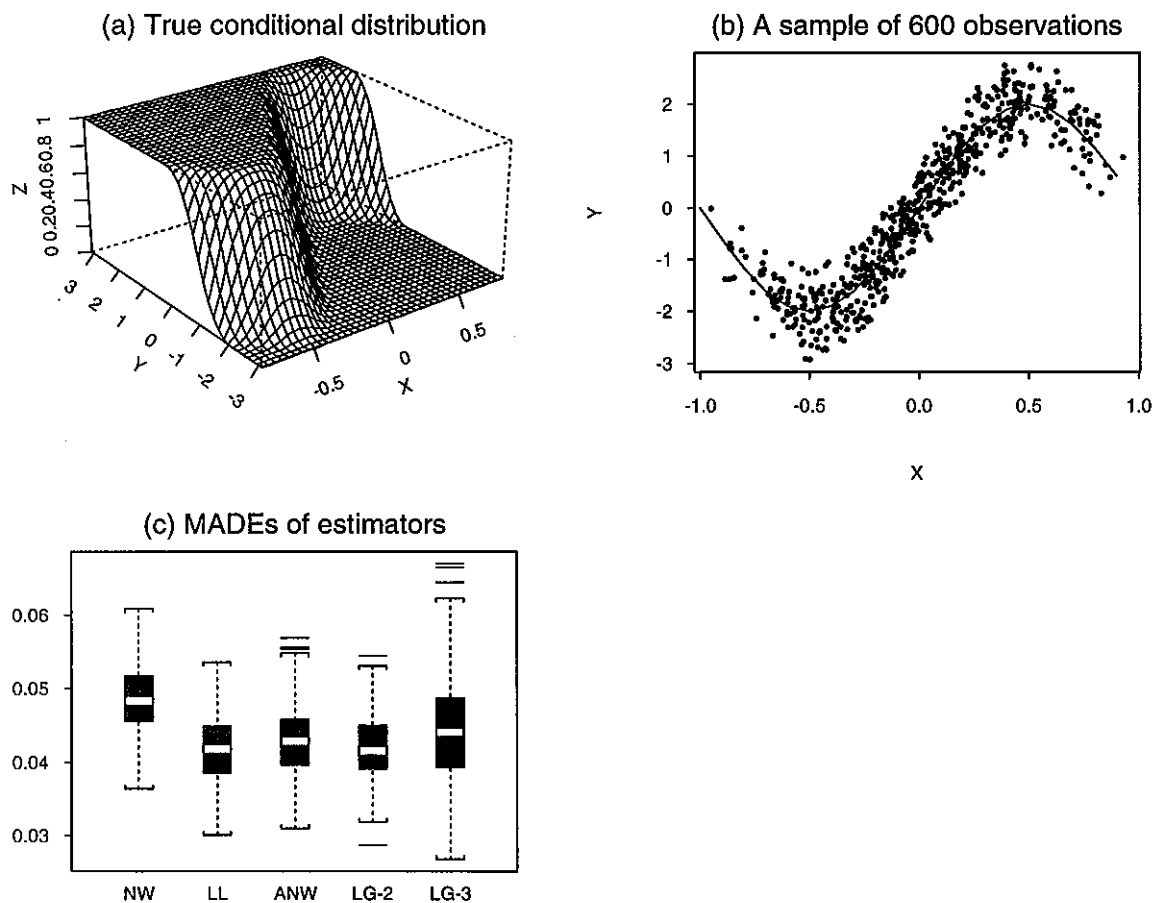 (a) True conditional distribution
Z
0 0.2 0.4 0.6 0.8 1
3 2 1 0 -1 -2 -3
Y
-0.5 0 0.5
X
(b) A sample of 600 observations
Y
2
1
0
-1
-2
-3
-1.0 -0.5 0.0 0.5 1.0
X
(c) MADEs of estimators
0.06
0.05
0.04
0.03
NW LL ANW LG-2 LG-3